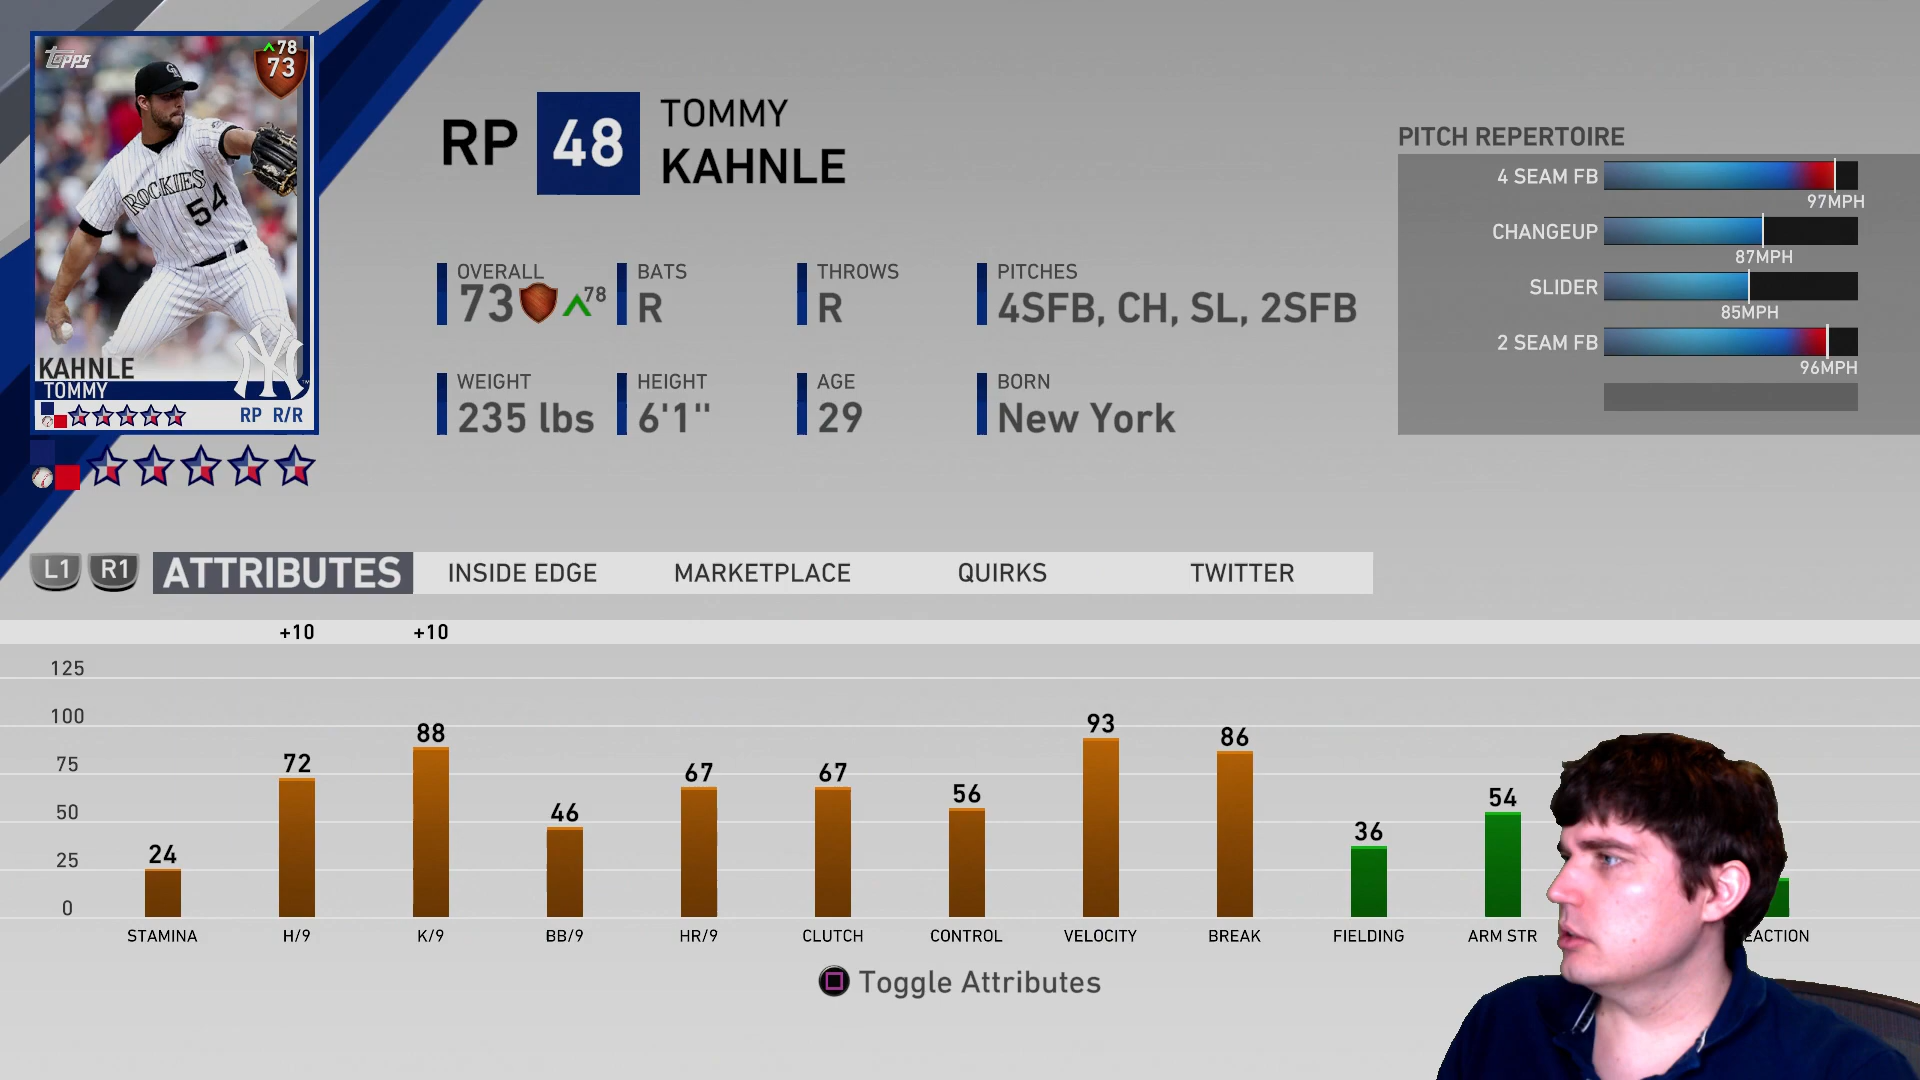 Topps
78
73
ROCKIES
54
KAHNLE
TOMMY
RP R/R
RP
48
TOMMY
KAHNLE
OVERALL
73
78
BATS
R
THROWS
R
PITCHES
4SFB, CH, SL, 2SFB
WEIGHT
235 lbs
HEIGHT
6'1"
AGE
29
BORN
New York
PITCH REPERTOIRE
4 SEAM FB
97MPH
CHANGEUP
87MPH
SLIDER
85MPH
2 SEAM FB
96MPH
L1 R1 ATTRIBUTES INSIDE EDGE MARKETPLACE QUIRKS TWITTER
+10 +10
125
100
75
50
25
0
24 72 88 46 67 67 56 93 86 36 54
STAMINA H/9 K/9 BB/9 HR/9 CLUTCH CONTROL VELOCITY BREAK FIELDING ARM STR EACTION
Toggle Attributes